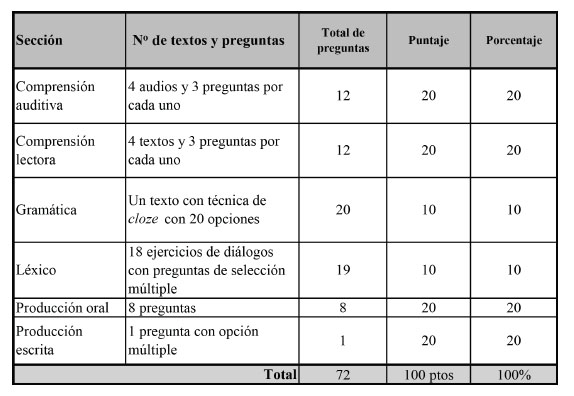 Sección Nº de textos y preguntas Total de preguntas Puntaje Porcentaje
Comprensión auditiva 4 audios y 3 preguntas por cada uno 12 20 20
Comprensión lectora 4 textos y 3 preguntas por cada uno 12 20 20
Gramática Un texto con técnica de cloze con 20 opciones 20 10 10
Léxico 18 ejercicios de diálogos con preguntas de selección múltiple 19 10 10
Producción oral 8 preguntas 8 20 20
Producción escrita 1 pregunta con opción múltiple 1 20 20
Total 72 100 ptos 100%